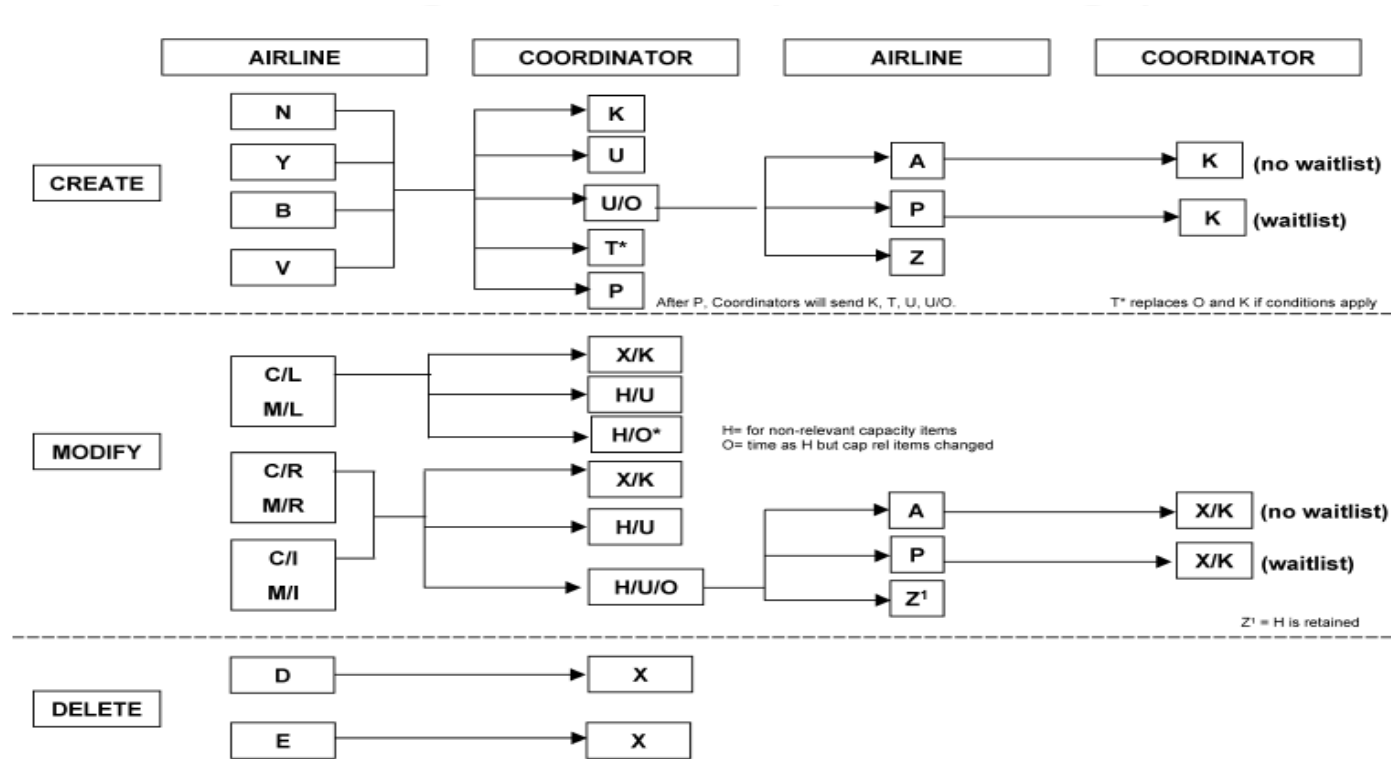 AIRLINE COORDINATOR AIRLINE COORDINATOR
N
K
Y
U
A
K (no waitlist)
CREATE
B
U/O
P
K (waitlist)
V
T*
Z
P
After P, Coordinators will send K, T, U, U/O.
T* replaces O and K if conditions apply
C/L
M/L
X/K
H/U
H/O*
H= for non-relevant capacity items
O= time as H but cap rel items changed
MODIFY
C/R
M/R
X/K
A
X/K (no waitlist)
H/U
C/I
M/I
P
X/K (waitlist)
H/U/O
Z¹
Z¹ = H is retained
D
X
DELETE
E
X